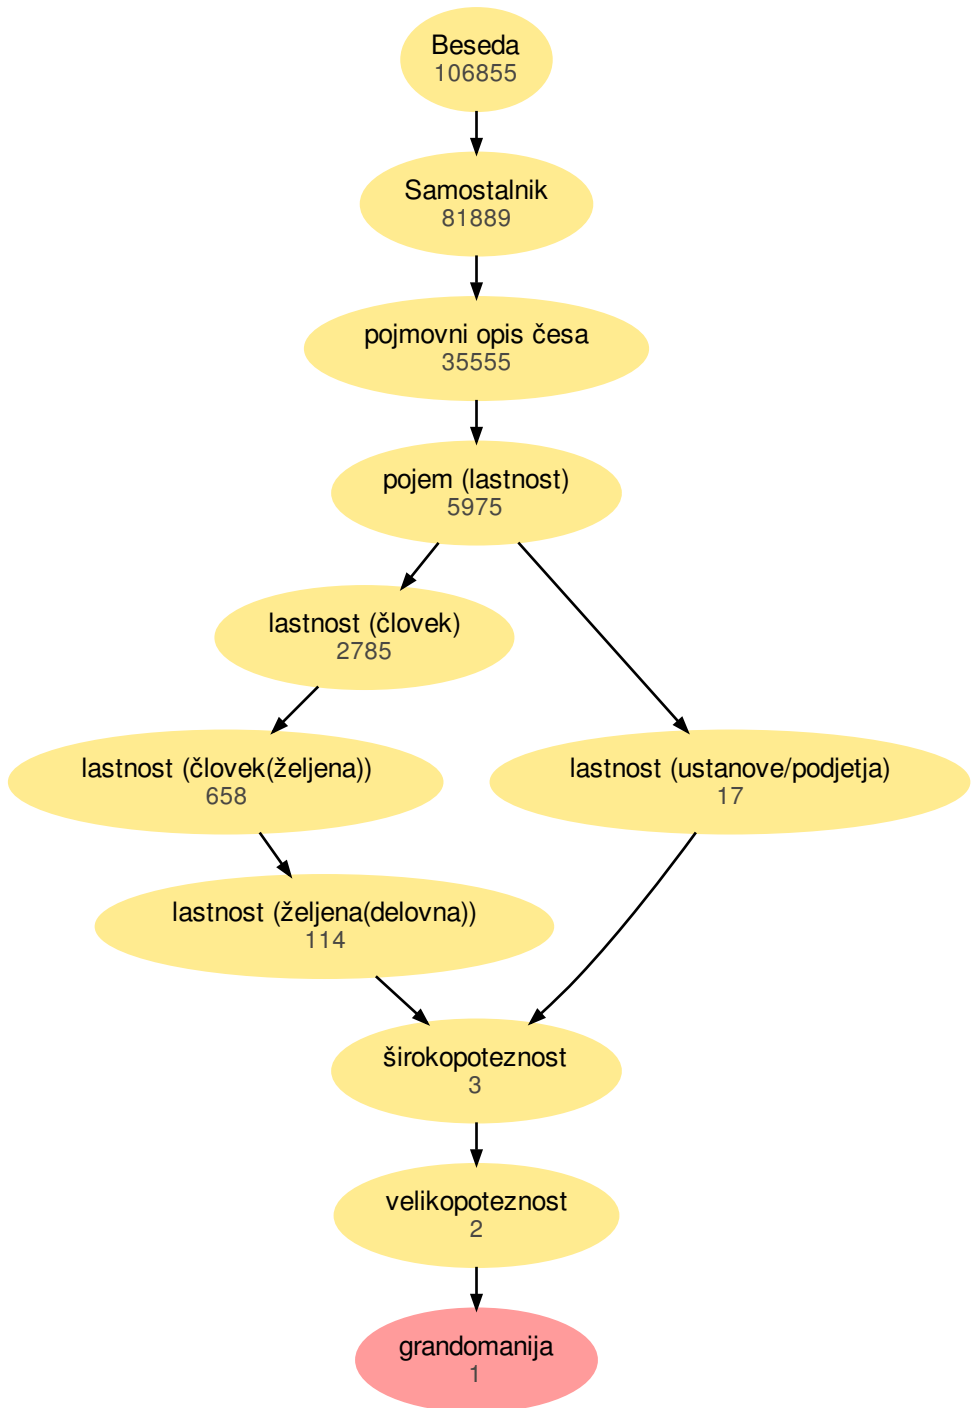 Beseda
106855
Samostalnik
81889
pojmovni opis česa
35555
pojem (lastnost)
5975
lastnost (človek)
2785
lastnost (človek(željena))
658
lastnost (ustanove/podjetja)
17
lastnost (željena(delovna))
114
širokopoteznost
3
velikopoteznost
2
grandomanija
1